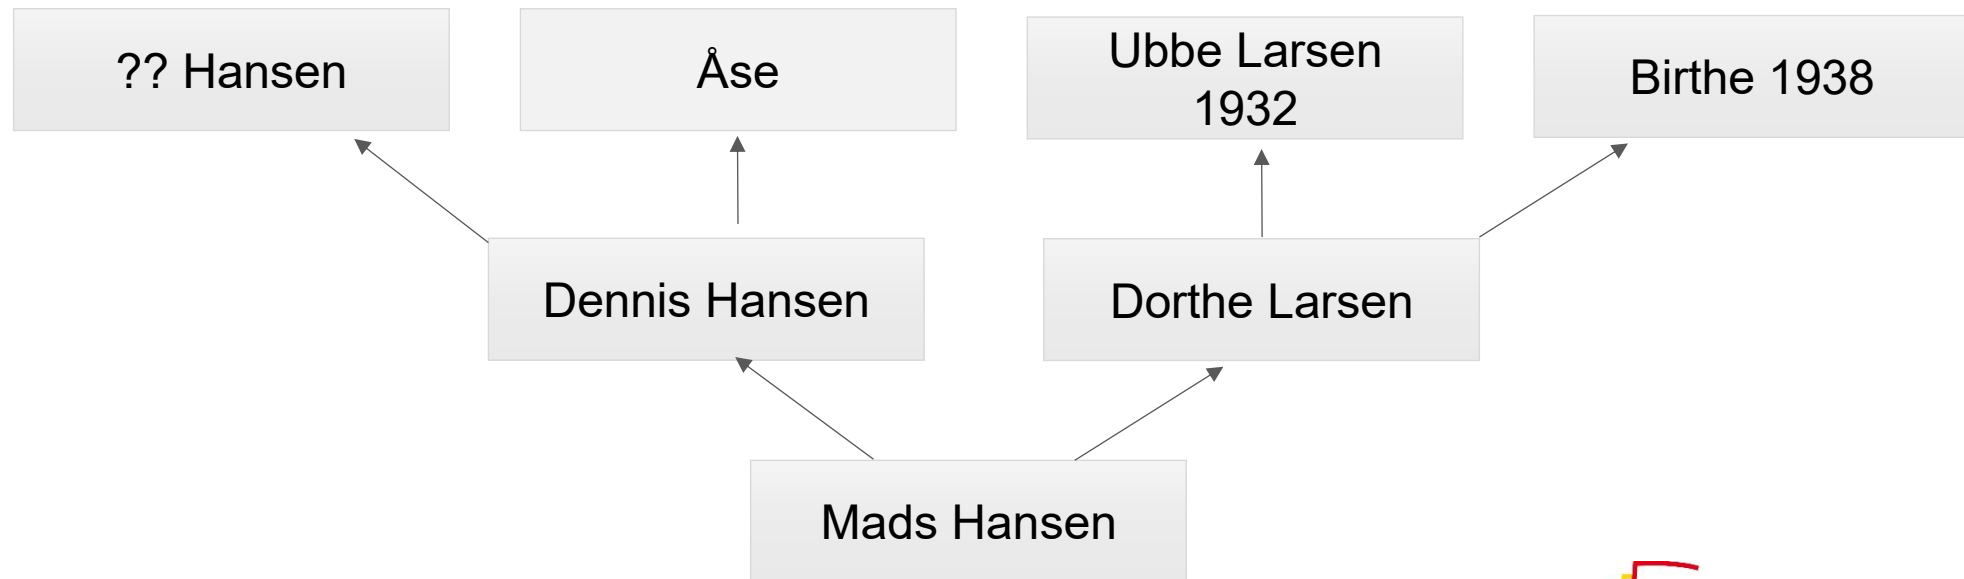 ?? Hansen
Åse
Ubbe Larsen
1932
Birthe 1938
Dennis Hansen
Dorthe Larsen
Mads Hansen